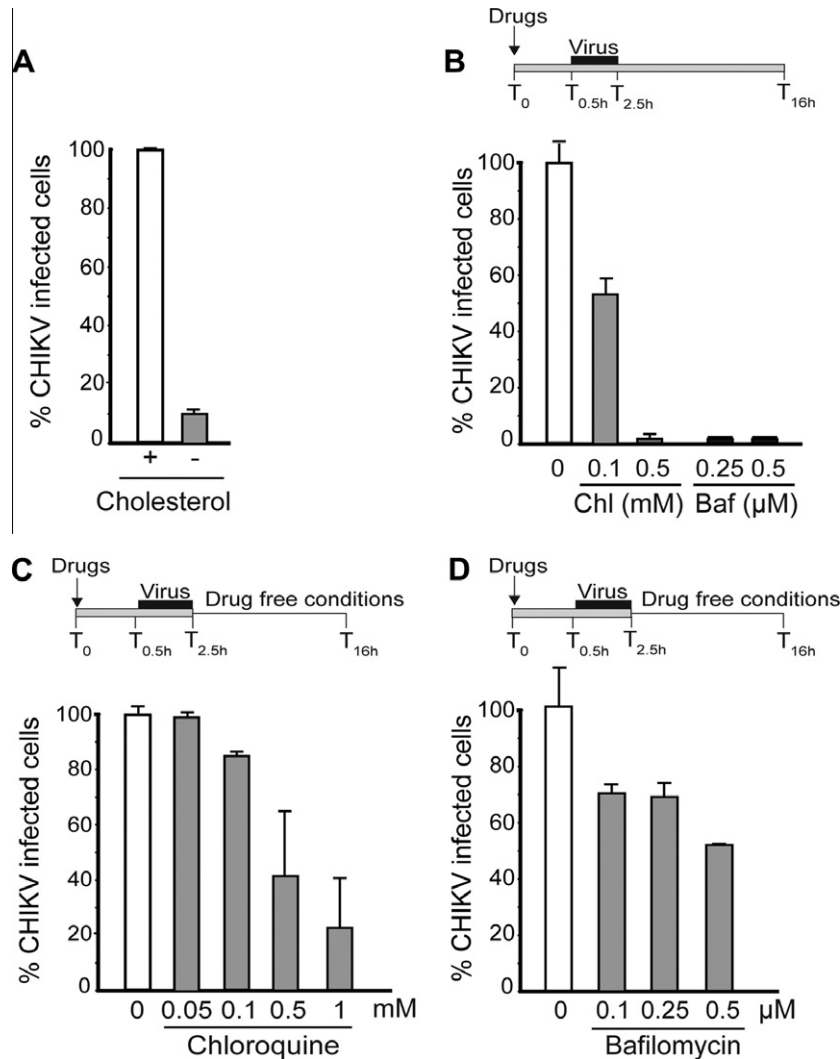 A
% CHIKV infected cells
100
80
60
40
20
10
0
+ -
Cholesterol
B
Drugs
Virus
T0 T0.5h T2.5h T16h
% CHIKV infected cells
100
80
60
40
20
0
0 0.1 0.5 0.25 0.5
Chl (mM) Baf (µM)
C
Drugs
Virus
Drug free conditions
T0 T0.5h T2.5h T16h
% CHIKV infected cells
100
80
60
40
20
0
0 0.05 0.1 0.5 1 mM
Chloroquine
D
Drugs
Virus
Drug free conditions
T0 T0.5h T2.5h T16h
% CHIKV infected cells
100
80
60
40
20
0
0 0.1 0.25 0.5 µM
Bafilomycin